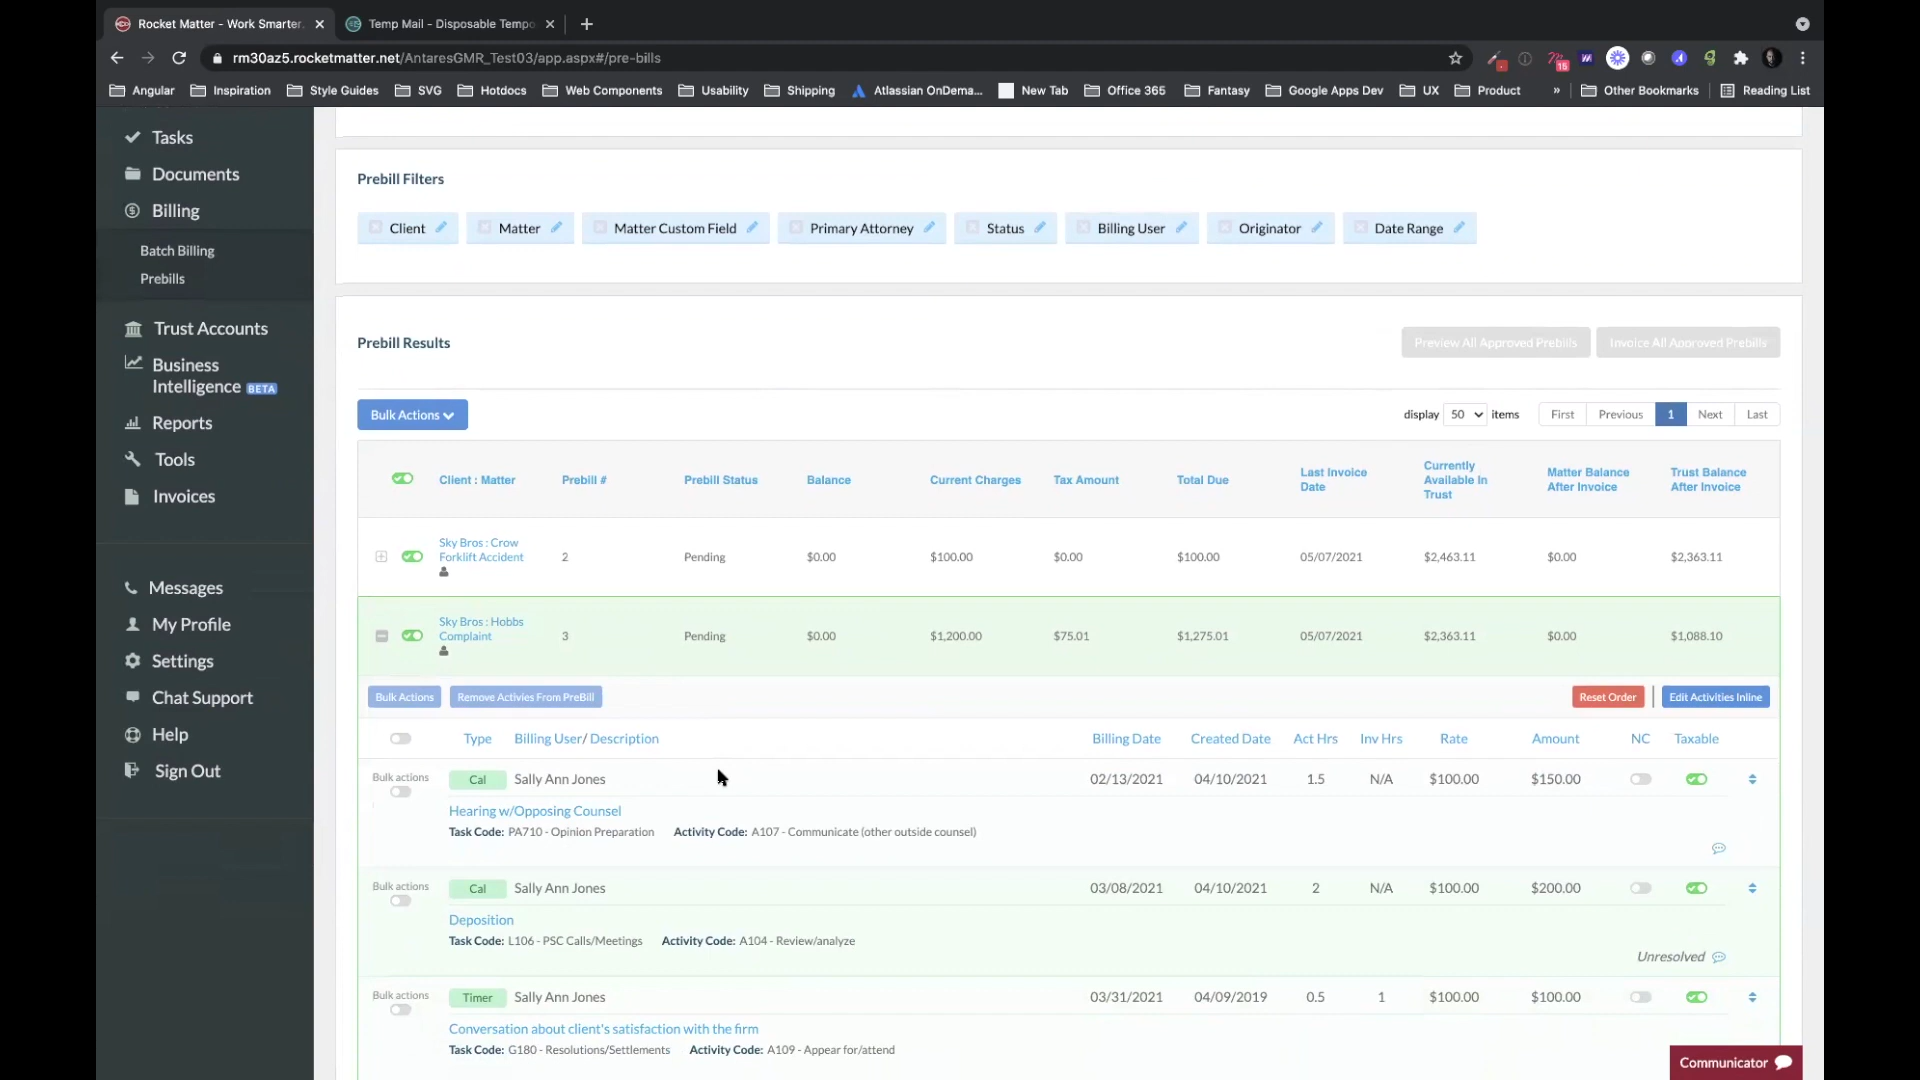 Rocket Matter - Work Smarter.
Temp Mail - Disposable Tempo
rm30az5.rocketmatter.net/AntaresGMR_Test03/app.aspx#/pre-bills
15
Angular Inspiration Style Guides SVG Hotdocs Web Components Usability Shipping Atlassian OnDema... New Tab Office 365 Fantasy Google Apps Dev UX Product » Other Bookmarks Reading List
Tasks
Documents
Billing
Batch Billing
Prebills
Trust Accounts
Business
Intelligence BETA
Reports
Tools
Invoices
Messages
My Profile
Settings
Chat Support
Help
Sign Out
Prebill Filters
Client Matter Matter Custom Field Primary Attorney Status Billing User Originator Date Range
Prebill Results
Preview All Approved Prebills Invoice All Approved Prebills
Bulk Actions
display 50 items First Previous 1 Next Last
Client : Matter Prebill # Prebill Status Balance Current Charges Tax Amount Total Due Last Invoice Date Currently Available In Trust Matter Balance After Invoice Trust Balance After Invoice
Sky Bros : Crow
Forklift Accident 2 Pending $0.00 $100.00 $0.00 $100.00 05/07/2021 $2,463.11 $0.00 $2,363.11
Sky Bros : Hobbs
Complaint 3 Pending $0.00 $1,200.00 $75.01 $1,275.01 05/07/2021 $2,363.11 $0.00 $1,088.10
Bulk Actions Remove Activies From PreBill Reset Order | Edit Activities Inline
Type Billing User/ Description Billing Date Created Date Act Hrs Inv Hrs Rate Amount NC Taxable
Bulk actions Cal Sally Ann Jones 02/13/2021 04/10/2021 1.5 N/A $100.00 $150.00
Hearing w/Opposing Counsel
Task Code: PA710 - Opinion Preparation Activity Code: A107 - Communicate (other outside counsel)
Bulk actions Cal Sally Ann Jones 03/08/2021 04/10/2021 2 N/A $100.00 $200.00
Deposition
Task Code: L106 - PSC Calls/Meetings Activity Code: A104 - Review/analyze
Unresolved
Bulk actions Timer Sally Ann Jones 03/31/2021 04/09/2019 0.5 1 $100.00 $100.00
Conversation about client's satisfaction with the firm
Task Code: G180 - Resolutions/Settlements Activity Code: A109 - Appear for/attend
Communicator